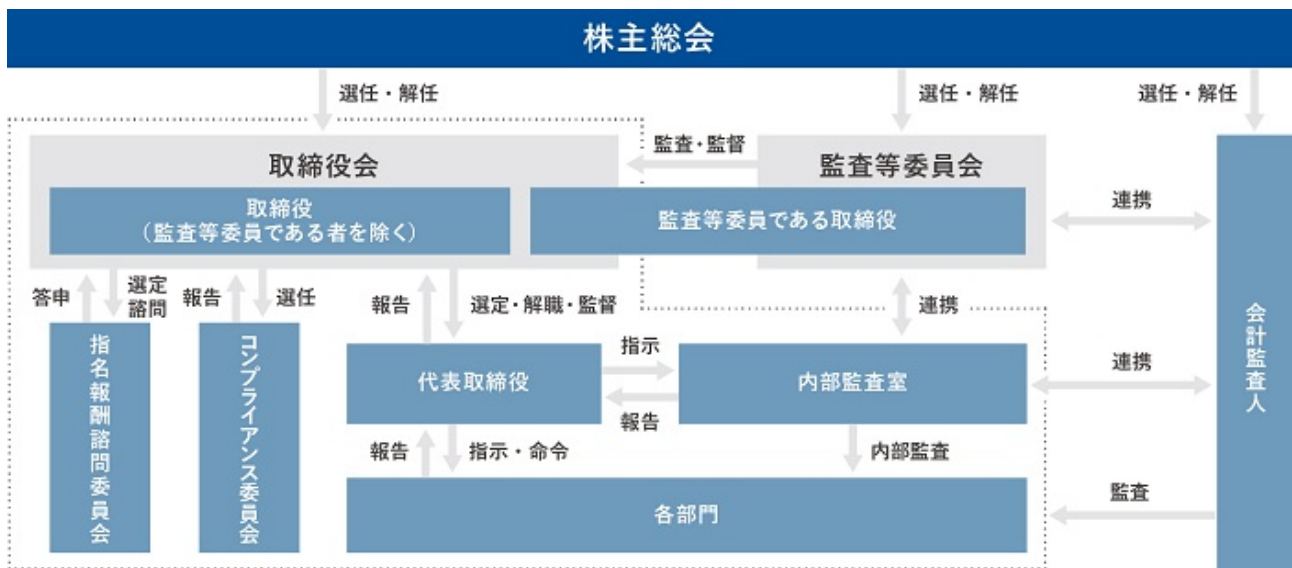 株主総会
選任・解任
選任・解任
選任・解任
取締役会
監査・監督
監査等委員会
取締役
（監査等委員である者を除く）
監査等委員である取締役
連携
答申
選定
諮問
報告
選任
報告
選定・解職・監督
連携
指名報酬諮問委員会
コンプライアンス委員会
代表取締役
指示
報告
内部監査室
連携
会計監査人
報告
指示・命令
内部監査
各部門
監査